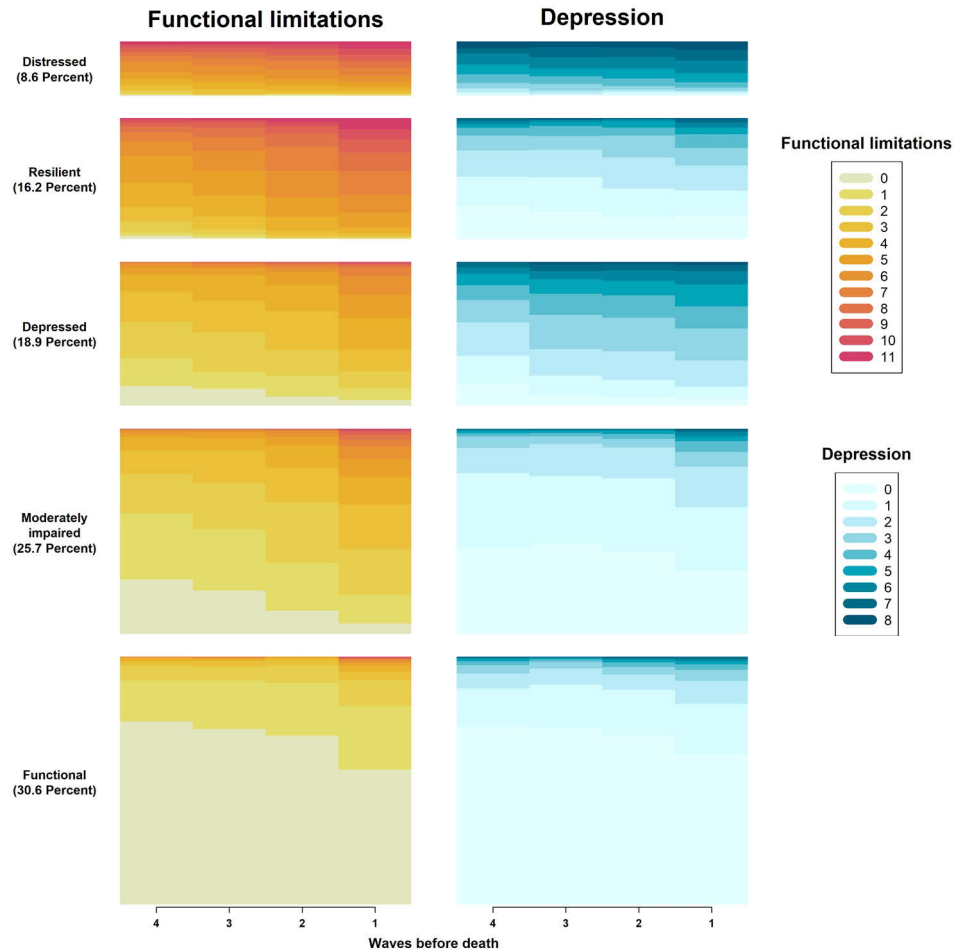 Functional limitations
Depression
Distressed
(8.6 Percent)
Resilient
(16.2 Percent)
Depressed
(18.9 Percent)
Moderately
impaired
(25.7 Percent)
Functional
(30.6 Percent)
4
3
2
1
4
3
2
1
Waves before death
Functional limitations
0
1
2
3
4
5
6
7
8
9
10
11
Depression
0
1
2
3
4
5
6
7
8